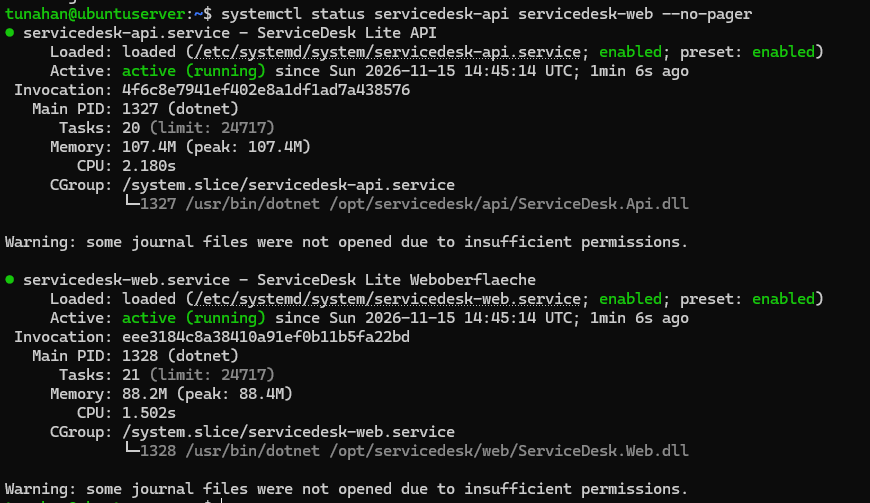 tunahan@ubuntuserver:~$ systemctl status servicedesk-api servicedesk-web --no-pager
● servicedesk-api.service - ServiceDesk Lite API
     Loaded: loaded (/etc/systemd/system/servicedesk-api.service; enabled; preset: enabled)
     Active: active (running) since Sun 2026-11-15 14:45:14 UTC; 1min 6s ago
 Invocation: 4f6c8e7941ef402e8a1df1ad7a438576
   Main PID: 1327 (dotnet)
      Tasks: 20 (limit: 24717)
     Memory: 107.4M (peak: 107.4M)
        CPU: 2.180s
     CGroup: /system.slice/servicedesk-api.service
             └─1327 /usr/bin/dotnet /opt/servicedesk/api/ServiceDesk.Api.dll

Warning: some journal files were not opened due to insufficient permissions.

● servicedesk-web.service - ServiceDesk Lite Weboberflaeche
     Loaded: loaded (/etc/systemd/system/servicedesk-web.service; enabled; preset: enabled)
     Active: active (running) since Sun 2026-11-15 14:45:14 UTC; 1min 6s ago
 Invocation: eee3184c8a38410a91ef0b11b5fa22bd
   Main PID: 1328 (dotnet)
      Tasks: 21 (limit: 24717)
     Memory: 88.2M (peak: 88.4M)
        CPU: 1.502s
     CGroup: /system.slice/servicedesk-web.service
             └─1328 /usr/bin/dotnet /opt/servicedesk/web/ServiceDesk.Web.dll

Warning: some journal files were not opened due to insufficient permissions.